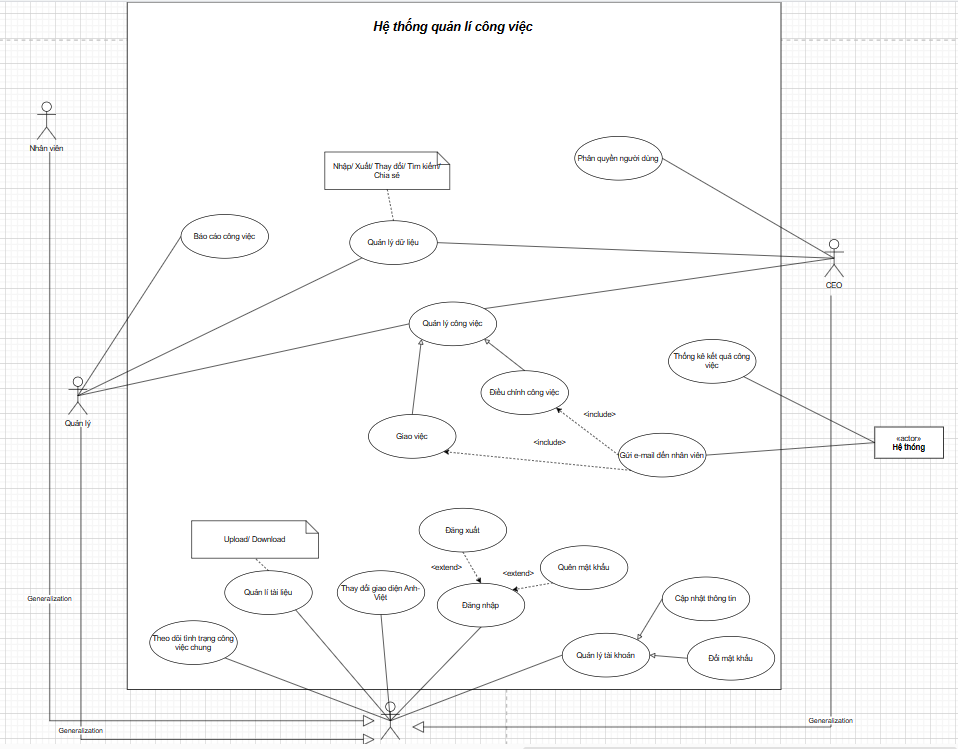 Hệ thống quản lí công việc
Nhân viên
Nhập/ Xuất/ Thay đổi/ Tìm kiếm/
Chia sẻ
Phân quyền người dùng
Báo cáo công việc
Quản lý dữ liệu
CEO
Quản lý công việc
Thống kê kết quả công
việc
Điều chỉnh công việc
Quản lý
<include>
Giao việc
<include>
Gửi e-mail đến nhân viên
«actor»
Hệ thống
Đăng xuất
Upload/ Download
<extend>
<extend>
Quên mật khẩu
Quản lí tài liệu
Thay đổi giao diện Anh-
Việt
Đăng nhập
Cập nhật thông tin
Generalization
Theo dõi tình trạng công
việc chung
Quản lý tài khoản
Đổi mật khẩu
Generalization
Generalization